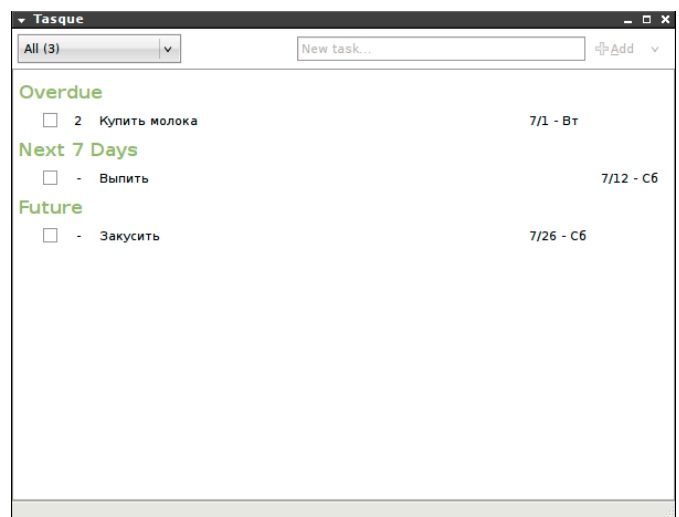 Tasque
All (3) New task... Add
Overdue
2 Купить молока 7/1 - Вт
Next 7 Days
- Выпить 7/12 - Сб
Future
- Закусить 7/26 - Сб